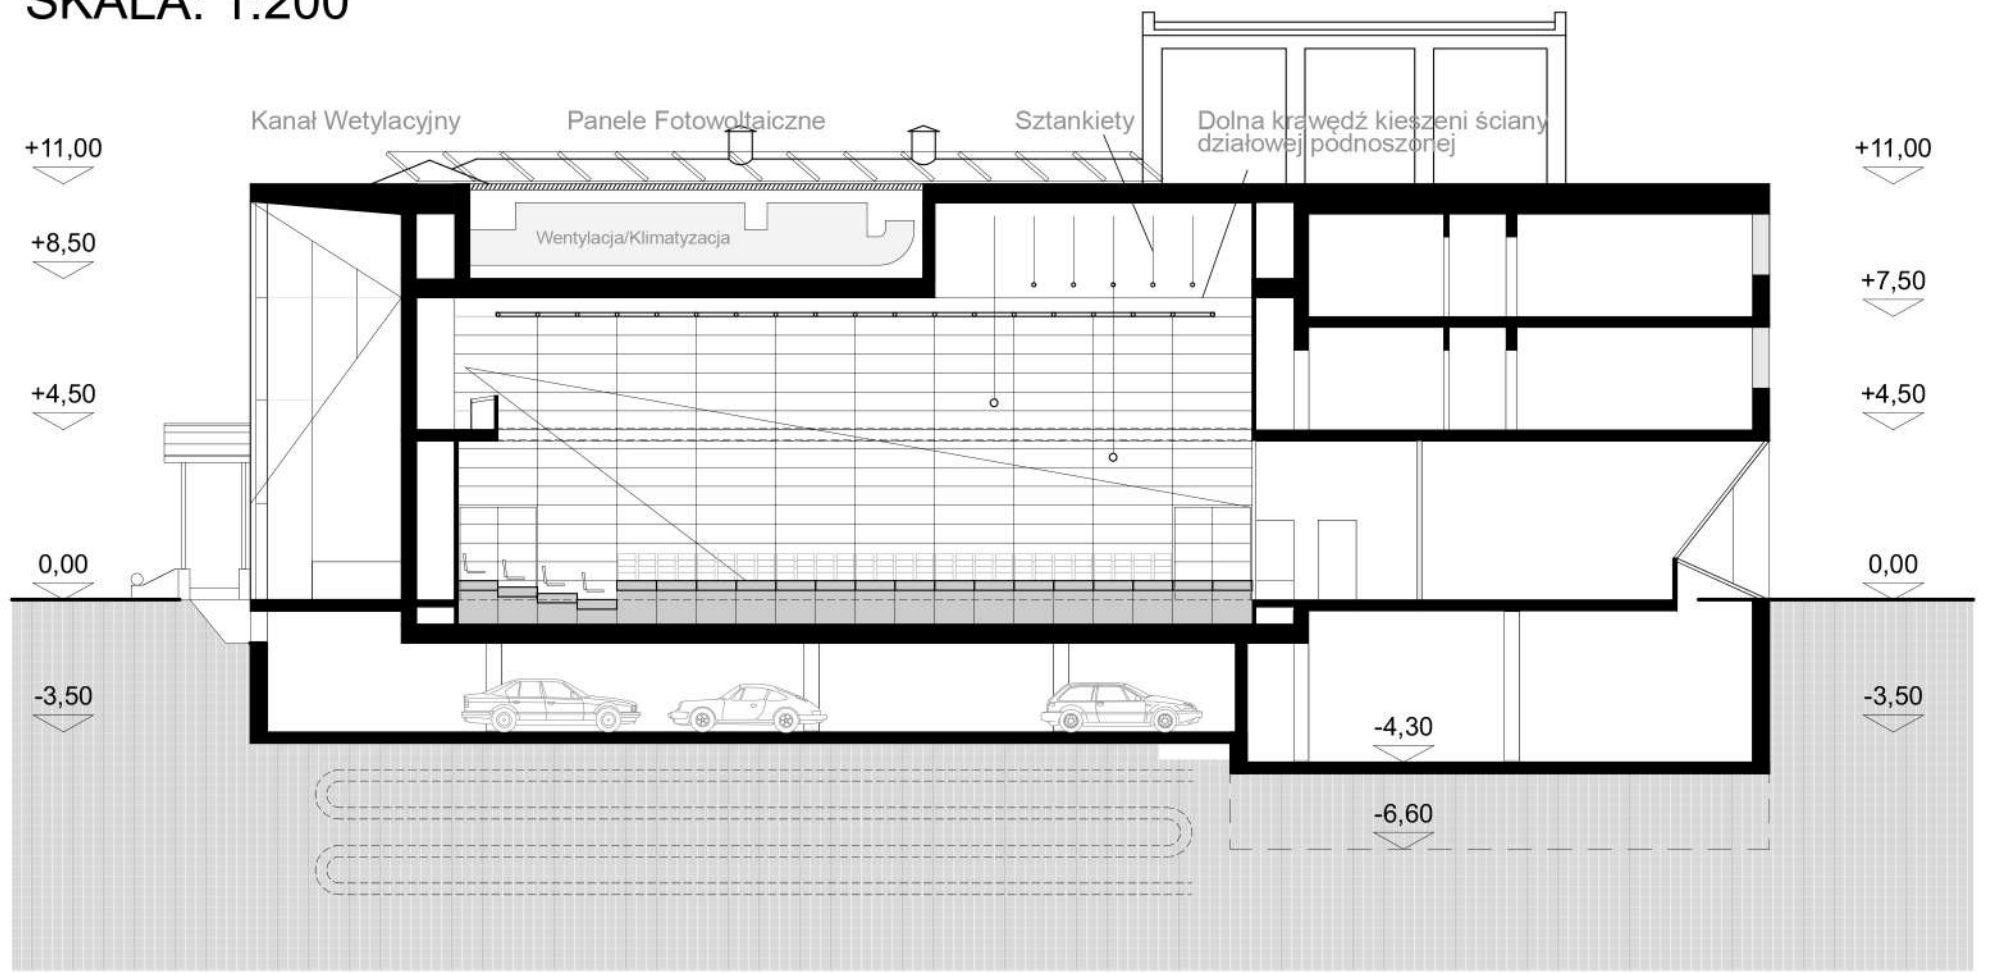 SKALA: 1:200
Kanał Wetylacyjny
Panele Fotowoltaiczne
Sztankiety
Dolna krawędź kieszeni ściany
działowej podnoszonej
+11,00
+11,00
+8,50
Wentylacja/Klimatyzacja
+7,50
+4,50
+4,50
0,00
0,00
-3,50
-3,50
-4,30
-6,60